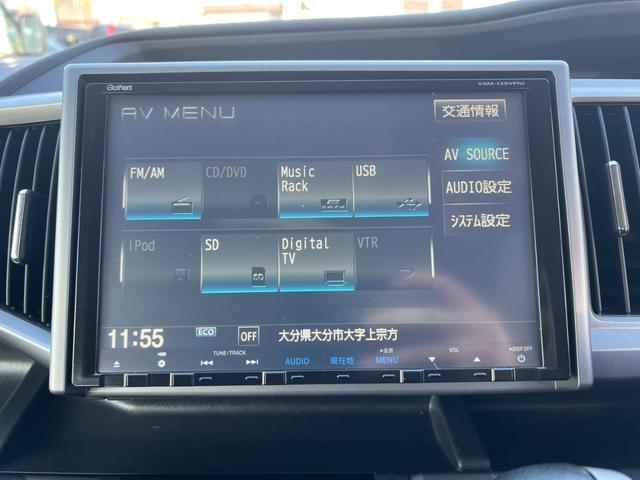 Gathers
VXM-135VFNi
AV MENU
交通情報
FM/AM
CD/DVD
Music Rack
USB
AV SOURCE
AUDIO設定
iPod
SD
Digital TV
VTR
システム設定
11:55
ECO
OFF
大分県大分市大字上宗方
TUNE/TRACK
AUDIO
現在地
MENU
VOL
DISP OFF